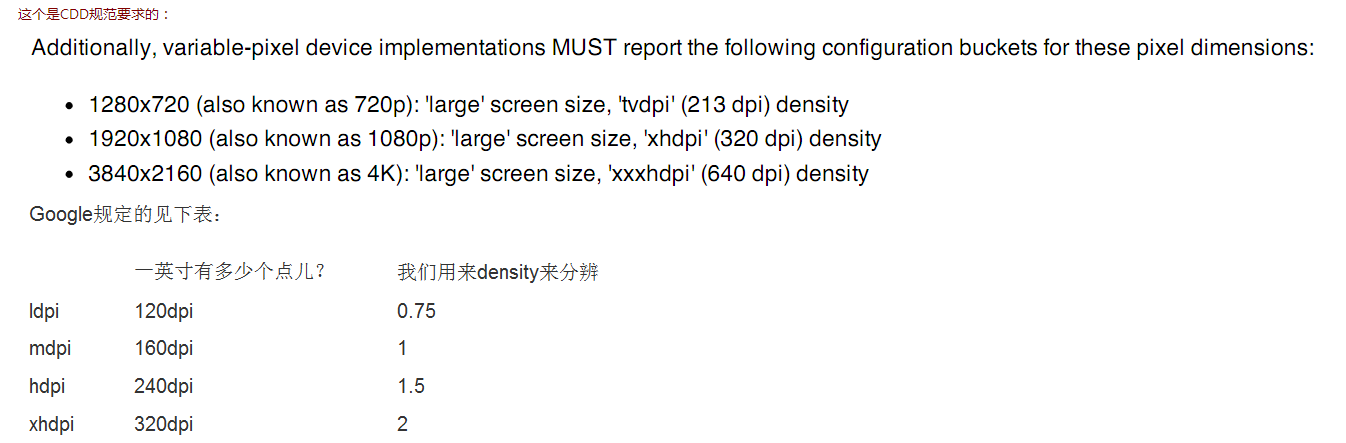 这个是CDD规范要求的：
Additionally, variable-pixel device implementations MUST report the following configuration buckets for these pixel dimensions:
• 1280x720 (also known as 720p): 'large' screen size, 'tvdpi' (213 dpi) density
• 1920x1080 (also known as 1080p): 'large' screen size, 'xhdpi' (320 dpi) density
• 3840x2160 (also known as 4K): 'large' screen size, 'xxxhdpi' (640 dpi) density
Google规定的见下表：
一英寸有多少个点儿？ 我们用来density来分辨
ldpi 120dpi 0.75
mdpi 160dpi 1
hdpi 240dpi 1.5
xhdpi 320dpi 2